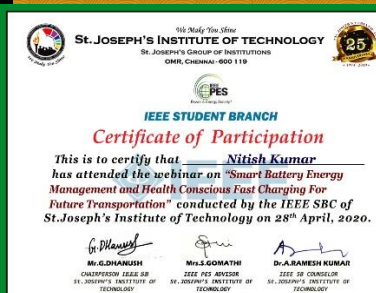 We Make You Shine
ST. JOSEPH'S INSTITUTE OF TECHNOLOGY
ST. JOSEPH'S GROUP OF INSTITUTIONS
OMR, CHENNAI - 600 119
25
IEEE
PES
Power & Energy Society
IEEE STUDENT BRANCH
Certificate of Participation
This is to certify that Nitish Kumar
has attended the webinar on "Smart Battery Energy
Management and Health Conscious Fast Charging For
Future Transportation" conducted by the IEEE SBC of
St.Joseph's Institute of Technology on 28th April, 2020.
IEEE
G. Dhanush
Mr.G.DHANUSH
Mrs.S.GOMATHI
Dr.A.RAMESH KUMAR
CHAIRPERSON IEEE SB
IEEE PES ADVISOR
IEEE SB COUNSELOR
ST.JOSEPH'S INSTITUTE OF
ST.JOSEPH'S INSTITUTE OF
ST.JOSEPH'S INSTITUTE OF
TECHNOLOGY
TECHNOLOGY
TECHNOLOGY